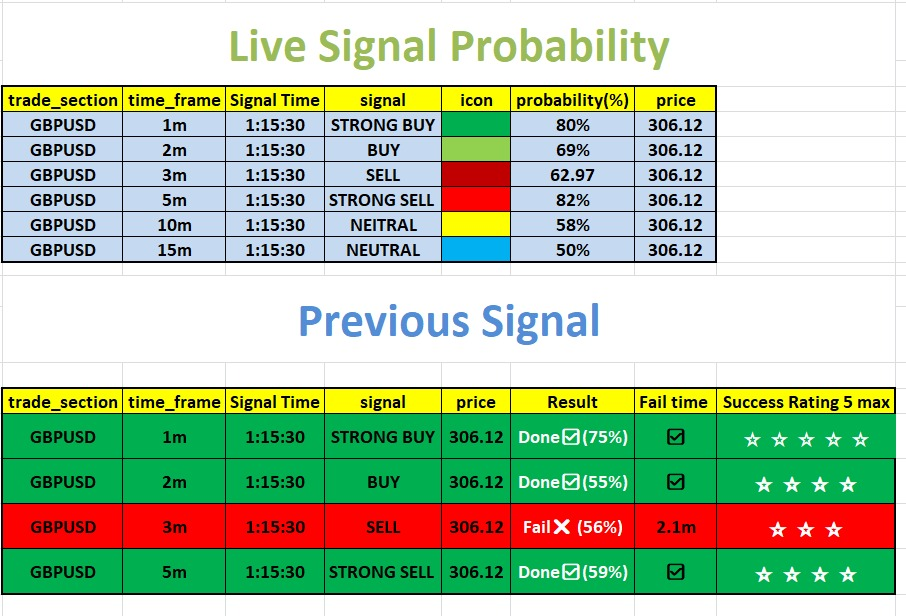 Live Signal Probability
trade_section time_frame Signal Time signal icon probability(%) price
GBPUSD 1m 1:15:30 STRONG BUY 80% 306.12
GBPUSD 2m 1:15:30 BUY 69% 306.12
GBPUSD 3m 1:15:30 SELL 62.97 306.12
GBPUSD 5m 1:15:30 STRONG SELL 82% 306.12
GBPUSD 10m 1:15:30 NEITRAL 58% 306.12
GBPUSD 15m 1:15:30 NEUTRAL 50% 306.12
Previous Signal
trade_section time_frame Signal Time signal price Result Fail time Success Rating 5 max
GBPUSD 1m 1:15:30 STRONG BUY 306.12 Done☑(75%) ☑ ☆ ☆ ☆ ☆ ☆
GBPUSD 2m 1:15:30 BUY 306.12 Done☑(55%) ☑ ☆ ☆ ☆ ☆
GBPUSD 3m 1:15:30 SELL 306.12 Fail❌ (56%) 2.1m ☆ ☆ ☆
GBPUSD 5m 1:15:30 STRONG SELL 306.12 Done☑(59%) ☑ ☆ ☆ ☆ ☆